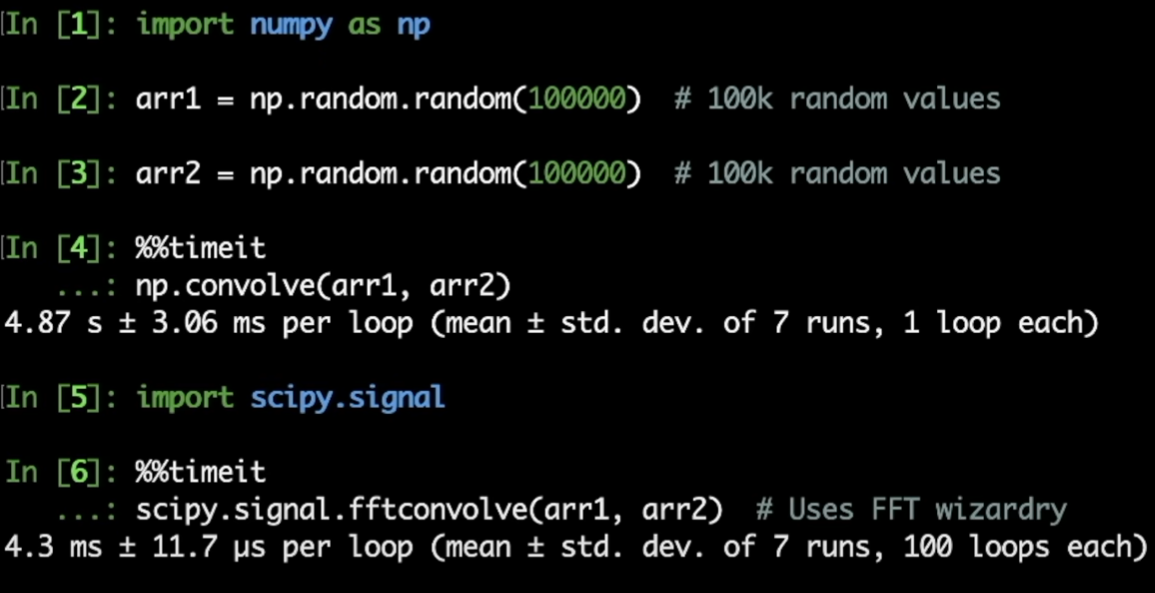 In [1]: import numpy as np
In [2]: arr1 = np.random.random(100000)  # 100k random values
In [3]: arr2 = np.random.random(100000)  # 100k random values
In [4]: %%timeit
   ...: np.convolve(arr1, arr2)
4.87 s ± 3.06 ms per loop (mean ± std. dev. of 7 runs, 1 loop each)
In [5]: import scipy.signal
In [6]: %%timeit
   ...: scipy.signal.fftconvolve(arr1, arr2)  # Uses FFT wizardry
4.3 ms ± 11.7 µs per loop (mean ± std. dev. of 7 runs, 100 loops each)